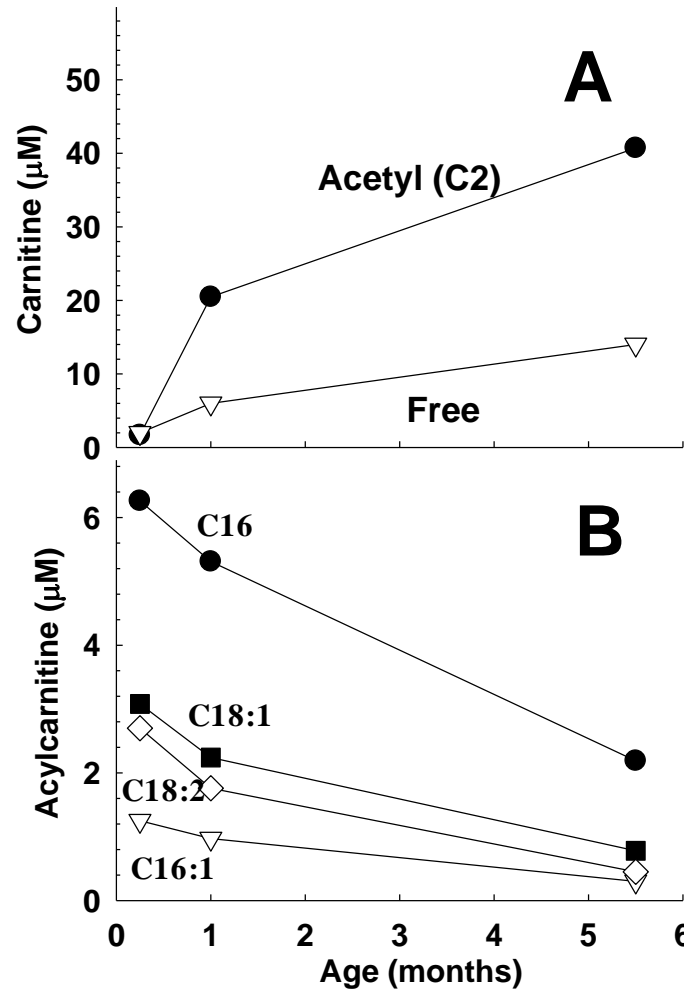 A
50
40
30
20
10
0
Carnitine (μM)
Acetyl (C2)
Free
B
6
4
2
0
Acylcarnitine (μM)
C16
C18:1
C18:2
C16:1
0 1 2 3 4 5 6
Age (months)